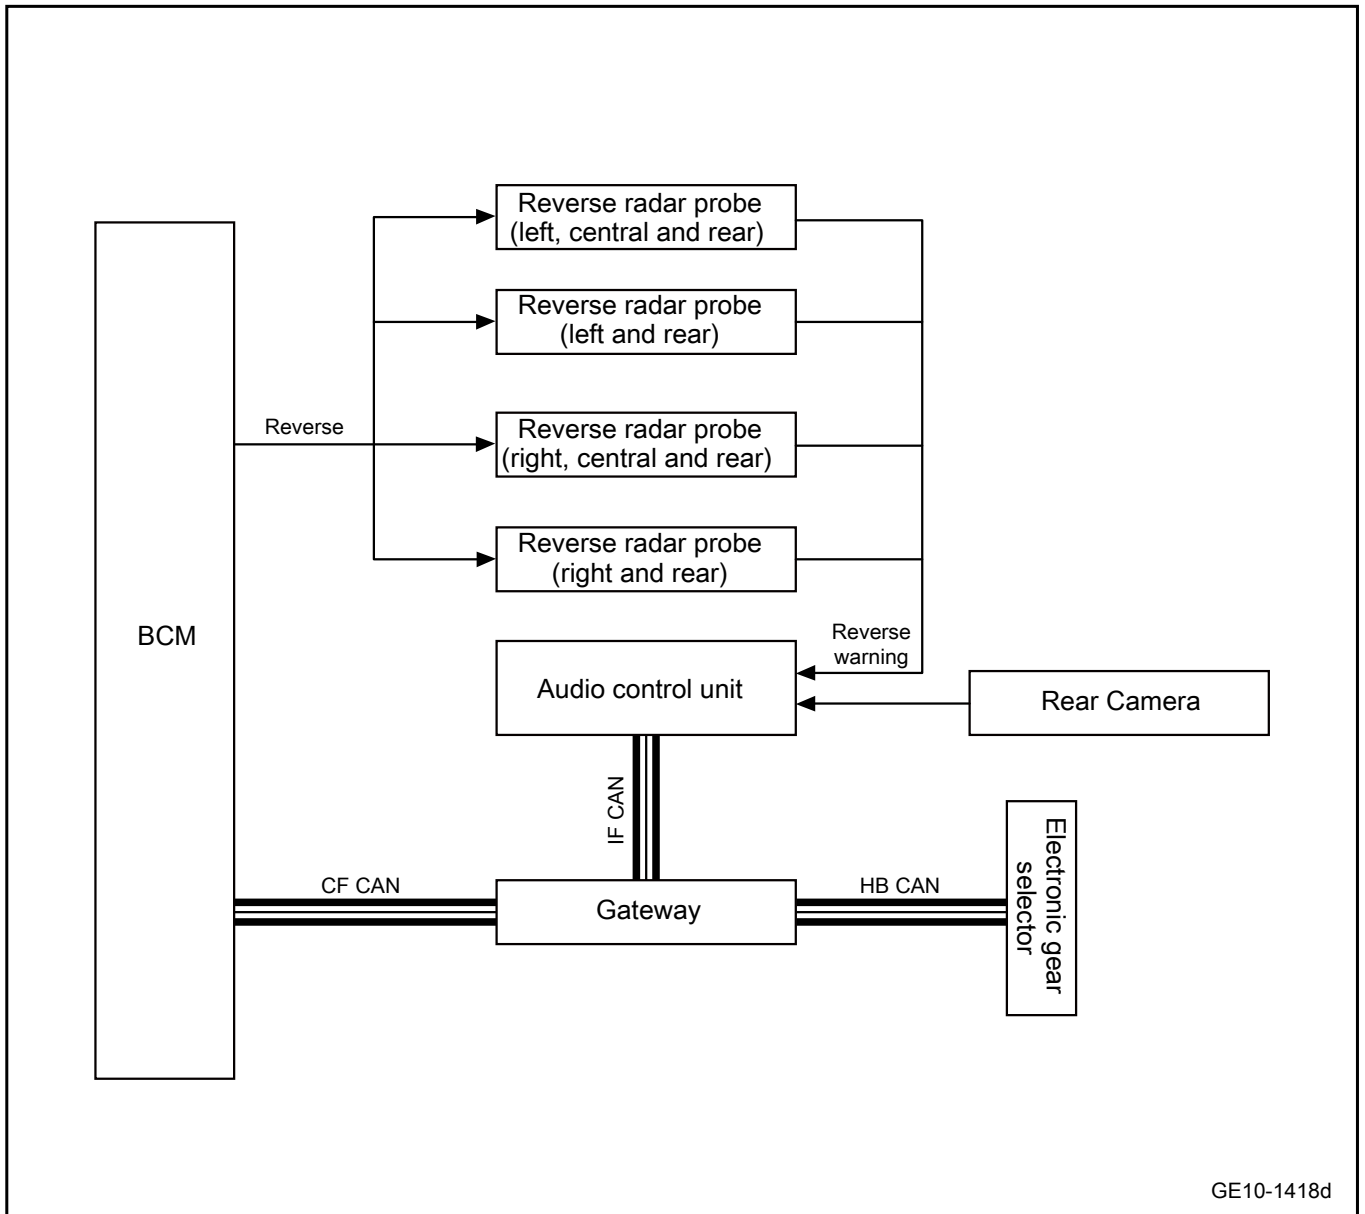 Reverse radar probe
(left, central and rear)
Reverse radar probe
(left and rear)
Reverse
Reverse radar probe
(right, central and rear)
Reverse radar probe
(right and rear)
BCM
Reverse
warning
Audio control unit
Rear Camera
IF CAN
Electronic gear
selector
CF CAN
Gateway
HB CAN
GE10-1418d